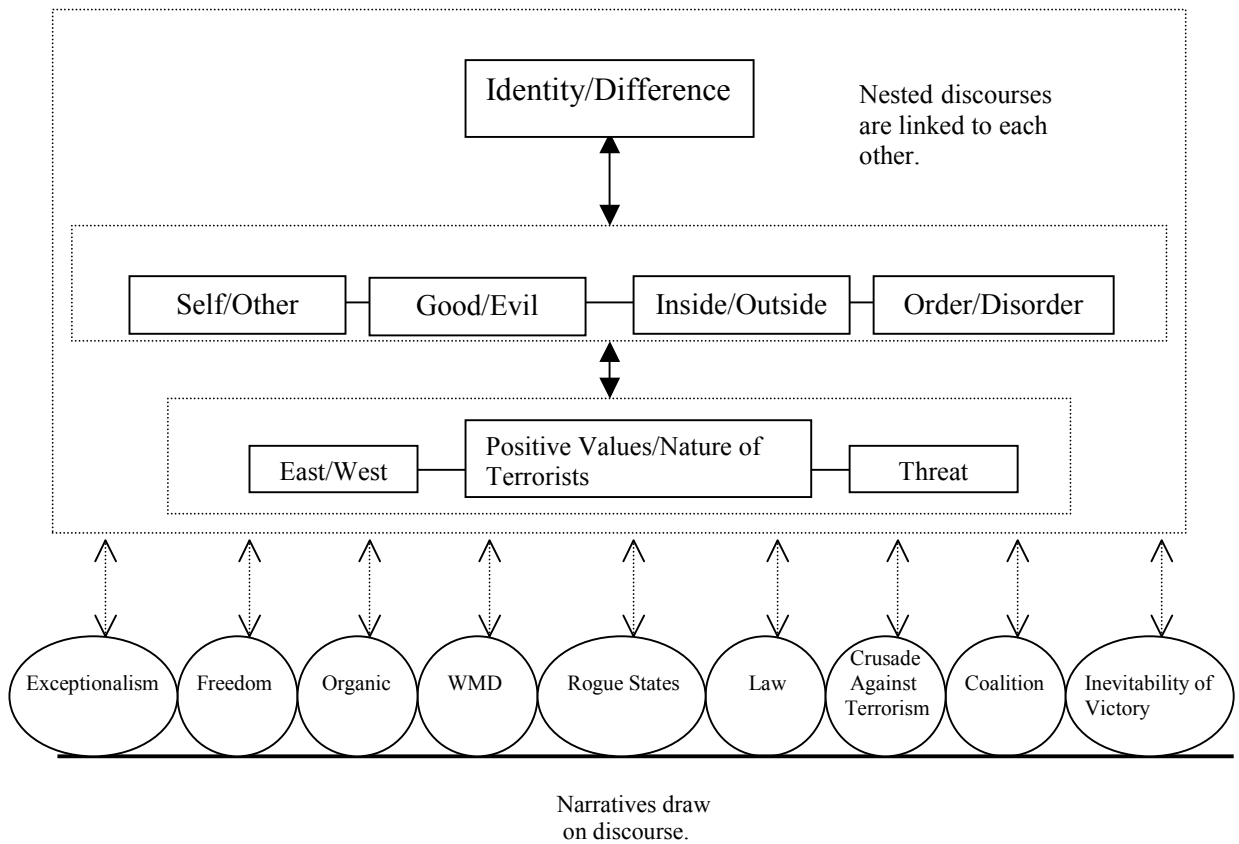 Identity/Difference
Nested discourses
are linked to each
other.
Self/Other
Good/Evil
Inside/Outside
Order/Disorder
East/West
Positive Values/Nature of
Terrorists
Threat
Exceptionalism
Freedom
Organic
WMD
Rogue States
Law
Crusade
Against
Terrorism
Coalition
Inevitability of
Victory
Narratives draw
on discourse.